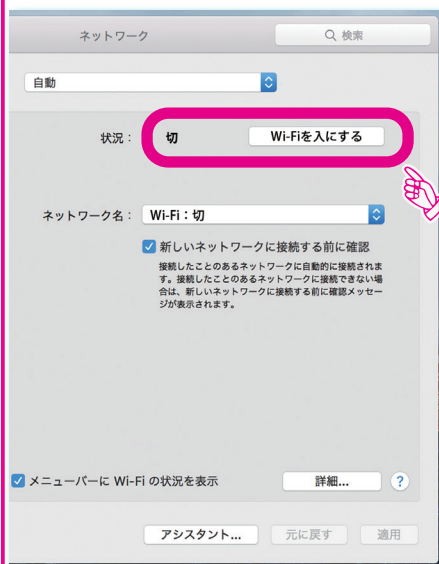 ネットワーク
検索
自動
状況：
切
Wi-Fiを入にする
ネットワーク名：
Wi-Fi：切
新しいネットワークに接続する前に確認
接続したことのあるネットワークに自動的に接続されま
す。接続したことのあるネットワークに接続できない場
合は、新しいネットワークに接続する前に確認メッセー
ジが表示されます。
メニューバーに Wi-Fi の状況を表示
詳細...
?
アシスタント...
元に戻す
適用